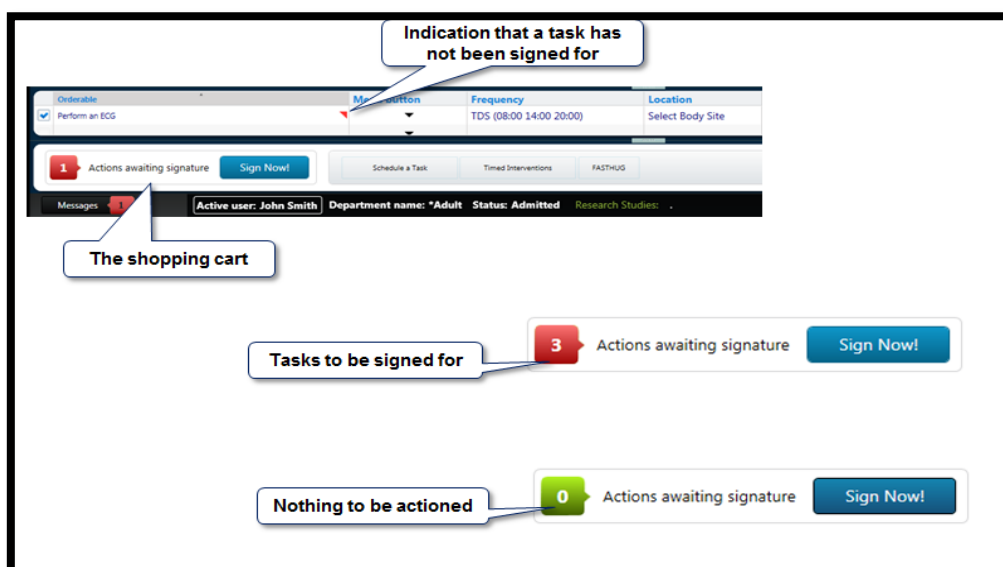 Indication that a task has
not been signed for
Orderable Menu button Frequency Location
Perform an ECG TDS (08:00 14:00 20:00) Select Body Site
1 Actions awaiting signature Sign Now! Schedule a Task Timed Interventions FASTHUG
Messages 1 Active user: John Smith Department name: *Adult Status: Admitted Research Studies: .
The shopping cart
3 Actions awaiting signature Sign Now!
Tasks to be signed for
0 Actions awaiting signature Sign Now!
Nothing to be actioned